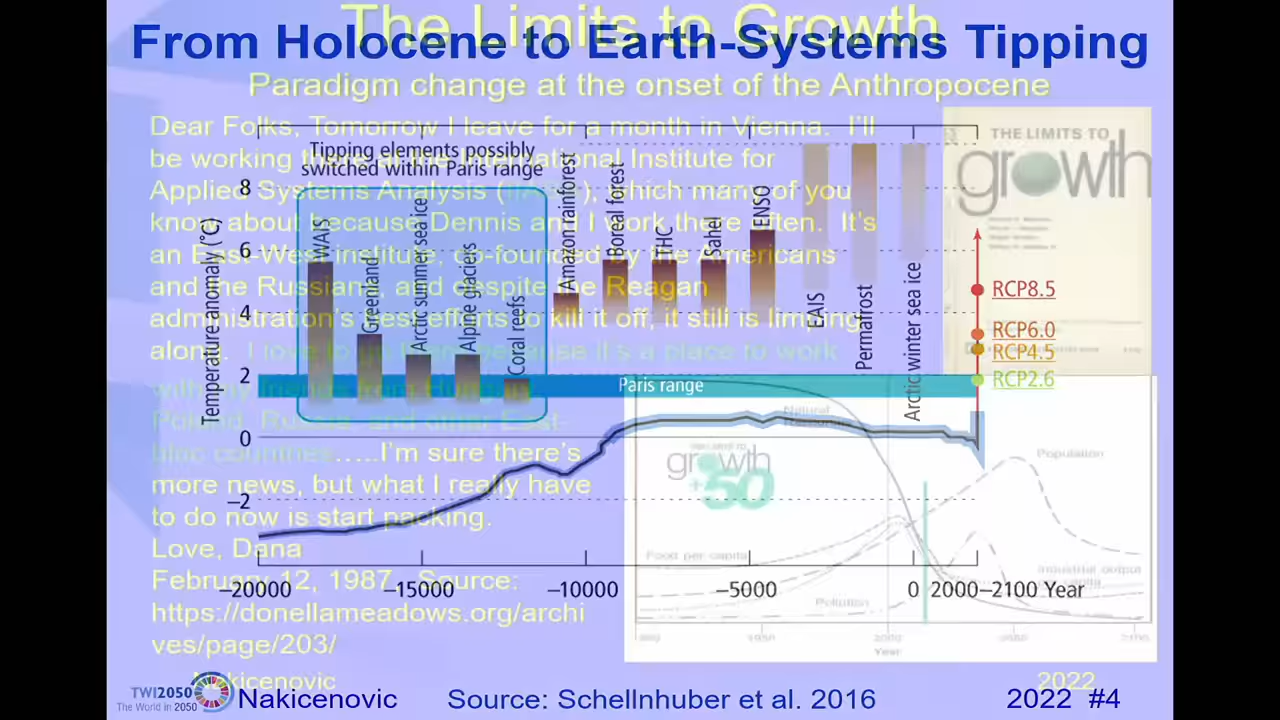 The Limits to Growth
From Holocene to Earth-Systems Tipping
Paradigm change at the onset of the Anthropocene
Dear Folks, Tomorrow I leave for a month in Vienna. I'll
be working there at the International Institute for
Applied Systems Analysis ( ), which many of you
know about because Dennis and I work there often. It's
an East-West institute, co-founded by the Americans
and the Russians, and despite the Reagan
administration's best efforts to kill it off, it still is limping
along. I love to go there because it's a place to work
with my friends from
Poland, Russia, and other East-
bloc countries…..I'm sure there's
more news, but what I really have
to do now is start packing.
Love, Dana
February 12, 1987. Source:
https://donellameadows.org/archi
ves/page/203/
Tipping elements possibly
switched within Paris range
Temperature anomaly (°C)
8
6
4
2
0
–2
WAIS
Greenland
Arctic summer sea ice
Alpine glaciers
Coral reefs
Amazon rainforest
Boreal forest
THC
Sahel
ENSO
EAIS
Permafrost
Arctic winter sea ice
Paris range
RCP8.5
RCP6.0
RCP4.5
RCP2.6
–20000
–15000
–10000
–5000
0
2000–2100 Year
THE LIMITS TO
growth
growth
+50
Natural
Population
Food per capita
Industrial output
per capita
Pollution
2000
Year
TWI2050
The World in 2050
Nakicenovic
Nakicenovic
Source: Schellnhuber et al. 2016
2022
2022 #4